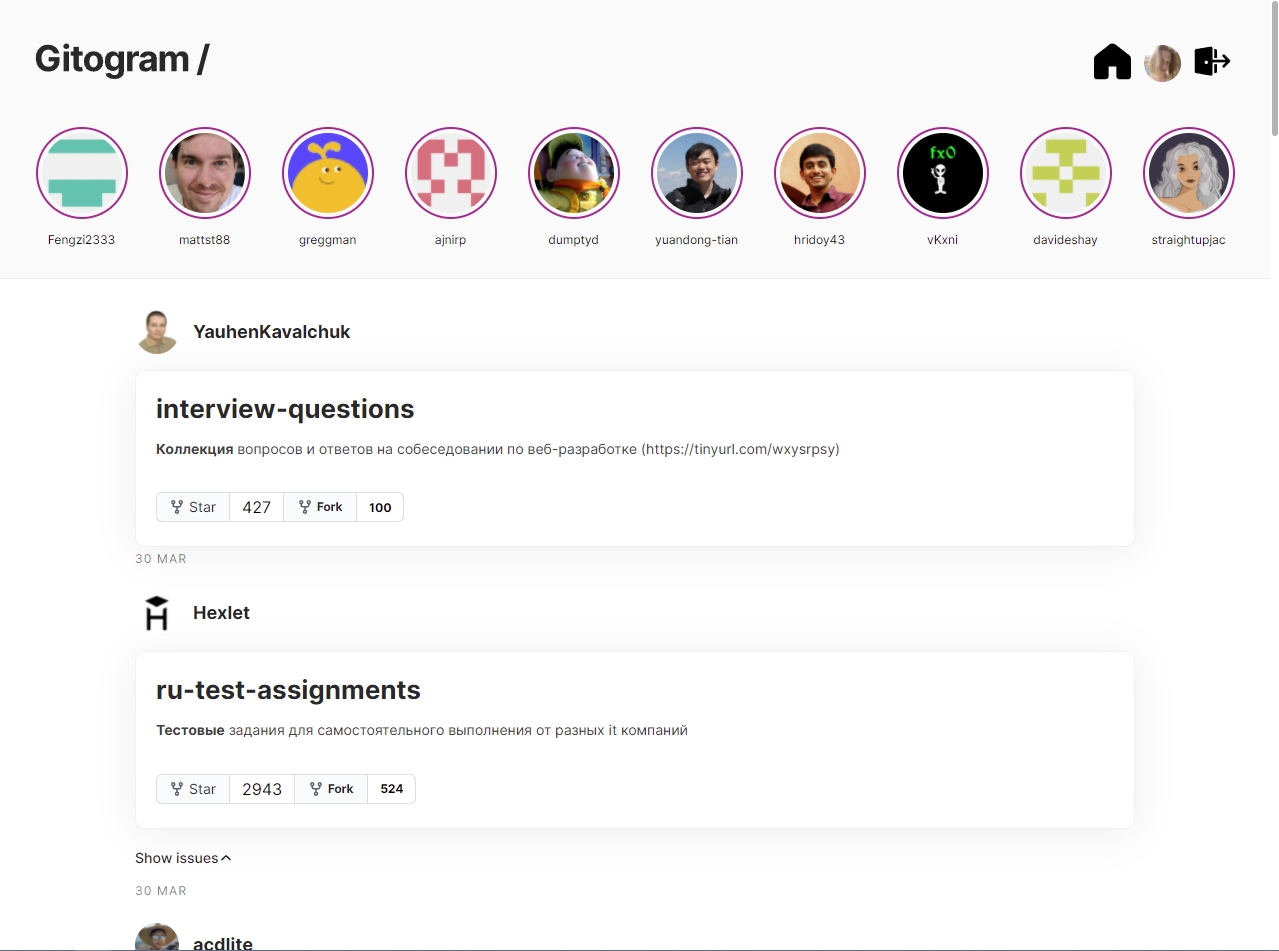 Gitogram /
fx0
Fengzi2333 mattst88 greggman ajnirp dumptyd yuandong-tian hridoy43 vKxni davideshay straightupjac
YauhenKavalchuk
interview-questions
Коллекция вопросов и ответов на собеседовании по веб-разработке (https://tinyurl.com/wxysrpsy)
Star 427 Fork 100
30 MAR
Hexlet
ru-test-assignments
Тестовые задания для самостоятельного выполнения от разных it компаний
Star 2943 Fork 524
Show issues
30 MAR
acdlite